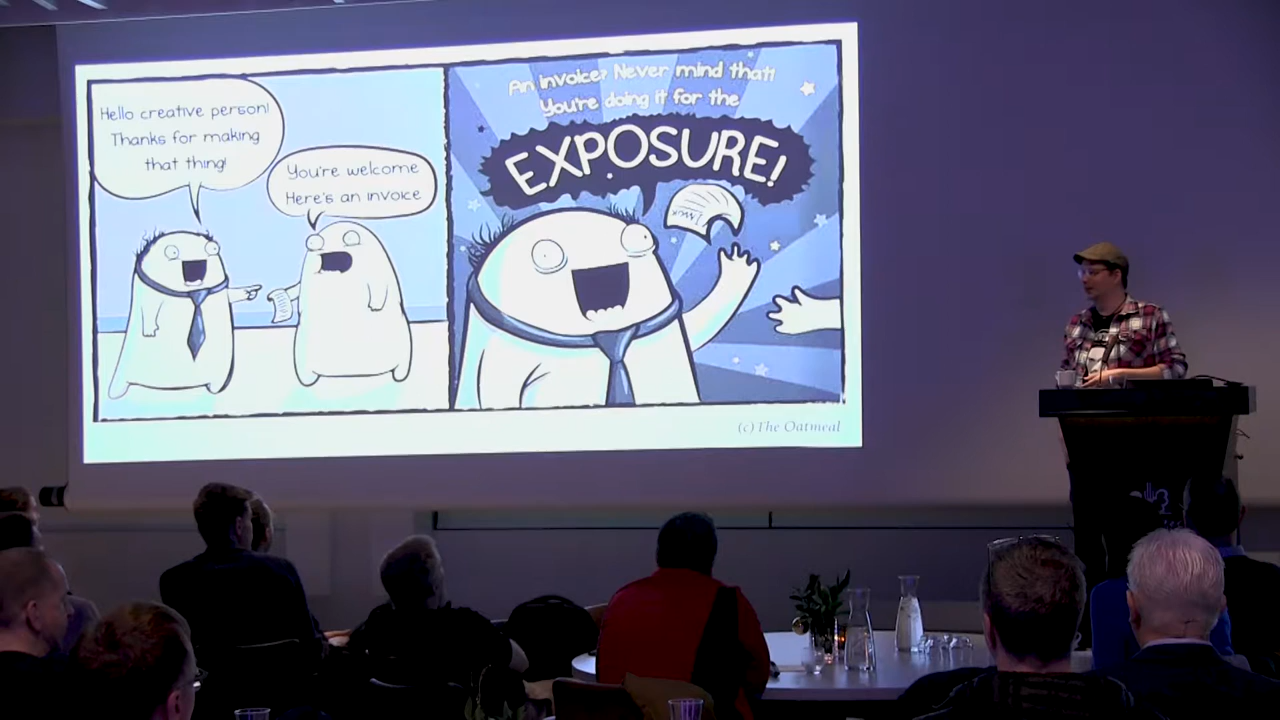 Hello creative person!
Thanks for making
that thing!
You're welcome
Here's an invoice
An invoice? Never mind that!
You're doing it for the
EXPOSURE!
(c) The Oatmeal